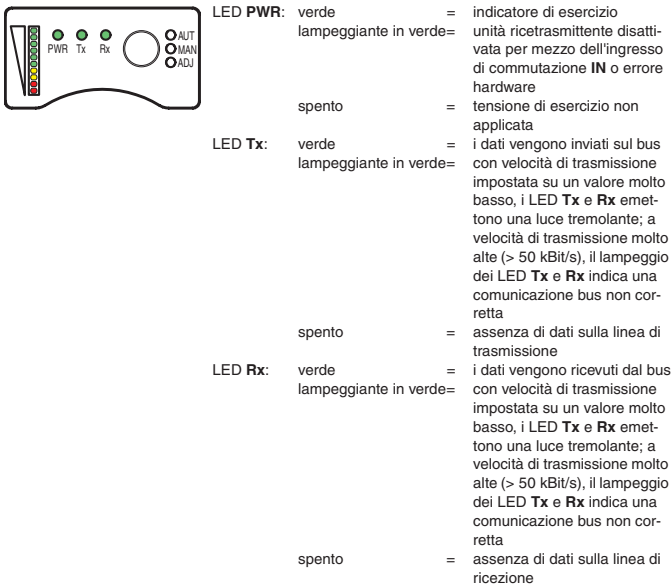 PWR Tx Rx
AUT
MAN
ADJ
LED PWR: verde = indicatore di esercizio
lampeggiante in verde= unità ricetrasmittente disatti-
vata per mezzo dell'ingresso
di commutazione IN o errore
hardware
spento = tensione di esercizio non
applicata
LED Tx: verde = i dati vengono inviati sul bus
lampeggiante in verde= con velocità di trasmissione
impostata su un valore molto
basso, i LED Tx e Rx emet-
tono una luce tremolante; a
velocità di trasmissione molto
alte (> 50 kBit/s), il lampeggio
dei LED Tx e Rx indica una
comunicazione bus non cor-
retta
spento = assenza di dati sulla linea di
trasmissione
LED Rx: verde = i dati vengono ricevuti dal bus
lampeggiante in verde= con velocità di trasmissione
impostata su un valore molto
basso, i LED Tx e Rx emet-
tono una luce tremolante; a
velocità di trasmissione molto
alte (> 50 kBit/s), il lampeggio
dei LED Tx e Rx indica una
comunicazione bus non cor-
retta
spento = assenza di dati sulla linea di
ricezione